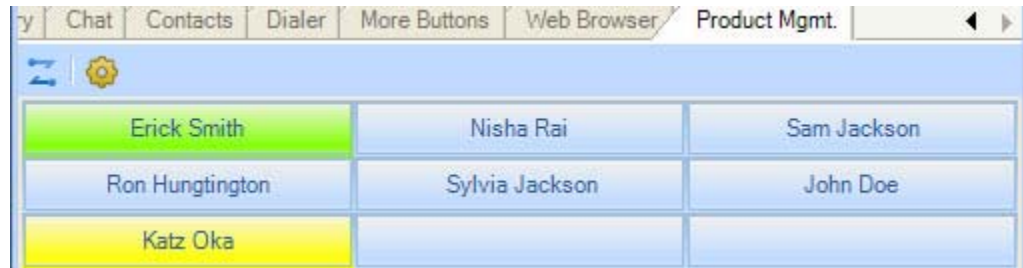 y Chat Contacts Dialer More Buttons Web Browser Product Mgmt.
Erick Smith Nisha Rai Sam Jackson
Ron Hungtington Sylvia Jackson John Doe
Katz Oka